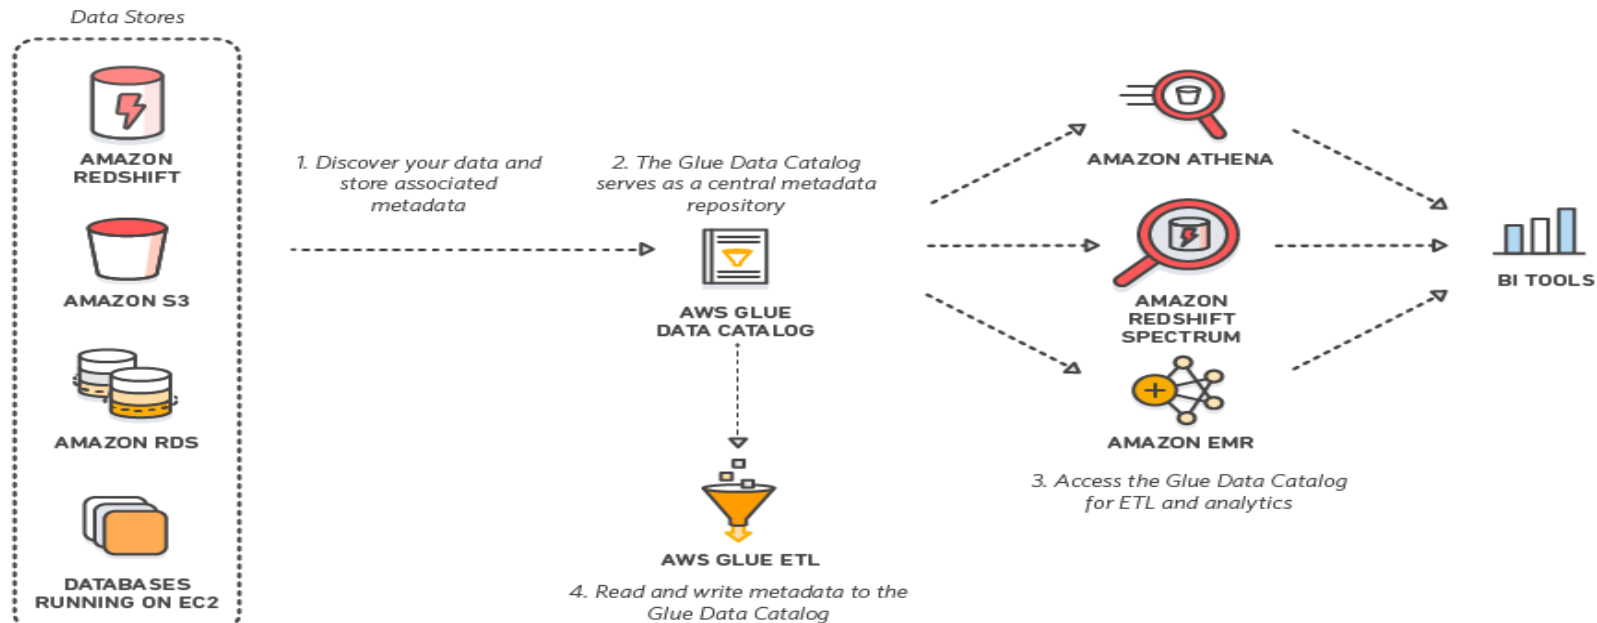 Data Stores
AMAZON
REDSHIFT
AMAZON S3
AMAZON RDS
DATABASES
RUNNING ON EC2
1. Discover your data and
store associated
metadata
2. The Glue Data Catalog
serves as a central metadata
repository
AWS GLUE
DATA CATALOG
AWS GLUE ETL
4. Read and write metadata to the
Glue Data Catalog
AMAZON ATHENA
AMAZON
REDSHIFT
SPECTRUM
AMAZON EMR
3. Access the Glue Data Catalog
for ETL and analytics
BI TOOLS